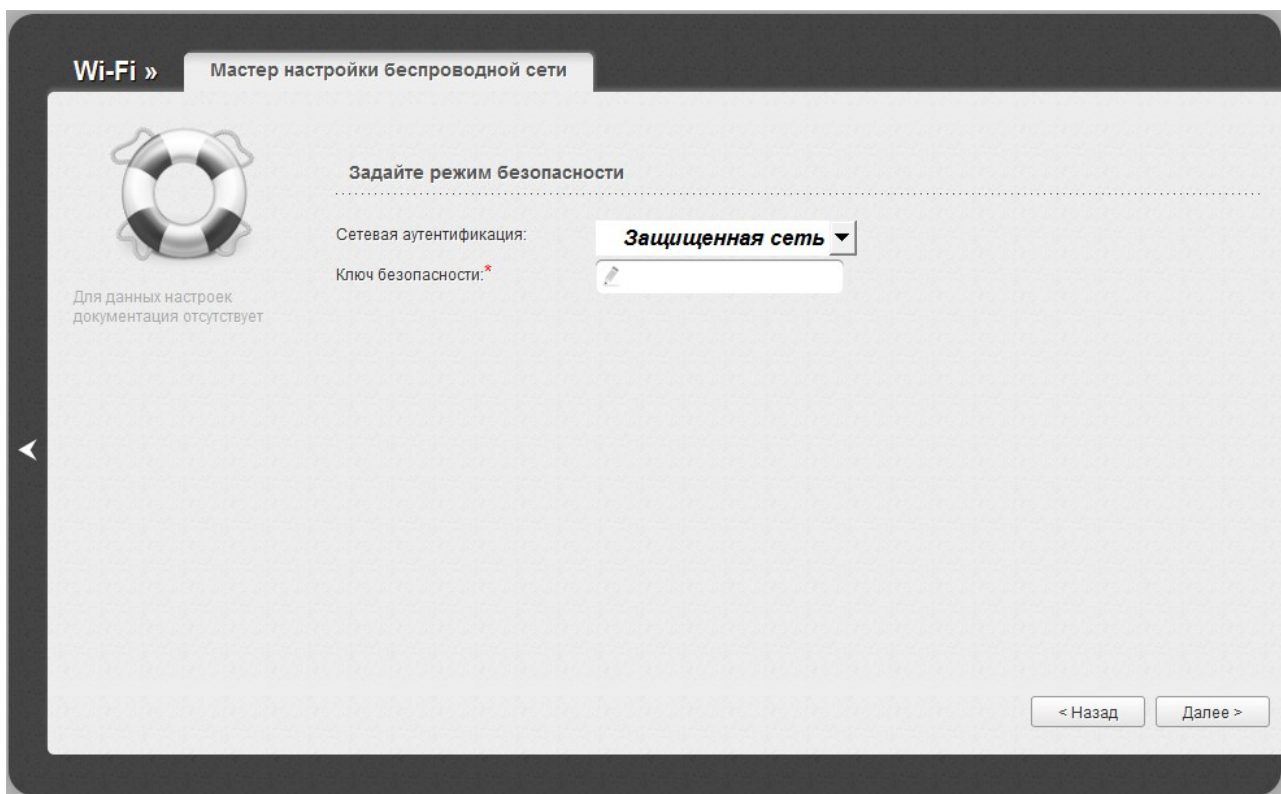 Wi-Fi » Мастер настройки беспроводной сети
Задайте режим безопасности
Сетевая аутентификация: Защищенная сеть
Ключ безопасности:*
Для данных настроек
документация отсутствует
< Назад Далее >